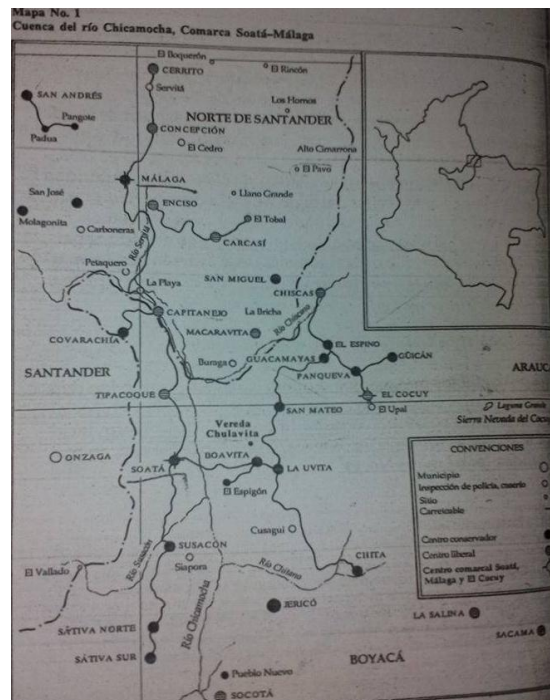 Mapa No. 1
Cuenca del río Chicamocha, Comarca Soatá-Málaga
El Boquerón
CERRITO
El Rincón
Servitá
SAN ANDRÉS
Los Hornos
Pangote
NORTE DE SANTANDER
CONCEPCIÓN
Padua
El Cedro
Alto Cimarrona
El Pavo
MÁLAGA
San José
Llano Grande
ENCISO
El Tobal
Molagonita
Carboneras
CARCASÍ
Río Servitá
Petaquero
La Playa
SAN MIGUEL
CHISCAS
CAPITANEJO
La Bricha
Río Chiscano
MACARAVITA
COVARACHÍA
EL ESPINO
GÜICÁN
Buraga
GUACAMAYAS
SANTANDER
PANQUEVA
ARAUC
TIPACOQUE
EL COCUY
SAN MATEO
El Upal
Laguna Grande
Sierra Nevada del Cocuy
Vereda
Chulavita
CONVENCIONES
ONZAGA
BOAVITA
SOATÁ
LA UVITA
Municipio
Inspección de policía, caserío
El Espigón
Sitio
Carreteable
Cusagui
Centro conservador
SUSACÓN
Centro liberal
CHITA
Siapora
Río Chitano
Centro comarcal Soatá,
Málaga y El Cocuy
El Vallado
Río Susacón
Río Chicamocha
JERICÓ
LA SALINA
SÁTIVA NORTE
SACAMA
SÁTIVA SUR
BOYACÁ
Pueblo Nuevo
SOCOTÁ